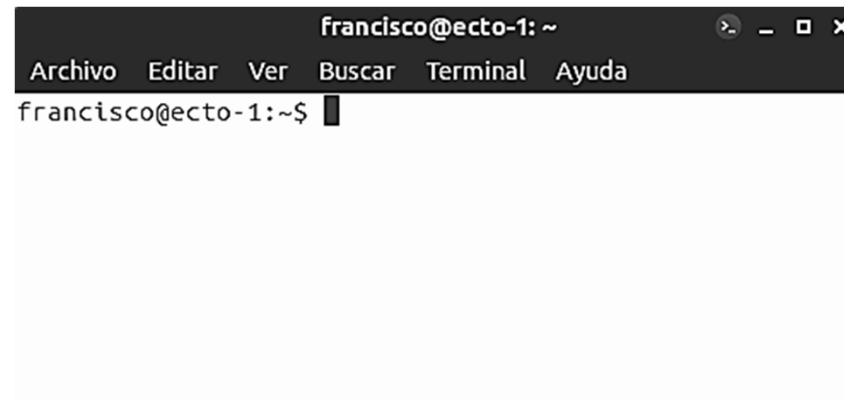 francisco@ecto-1: ~
Archivo Editar Ver Buscar Terminal Ayuda
francisco@ecto-1:~$